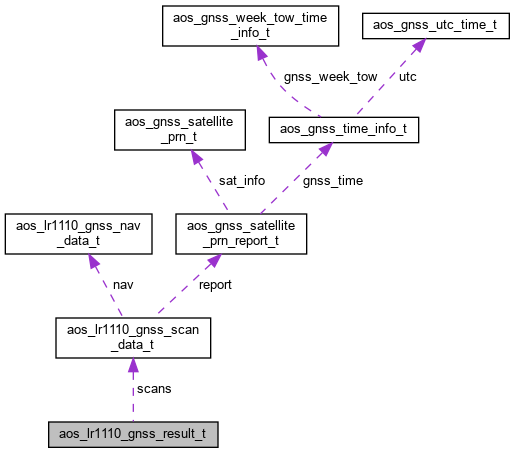 aos_gnss_week_tow_time
_info_t
aos_gnss_utc_time_t
gnss_week_tow
utc
aos_gnss_satellite
_prn_t
aos_gnss_time_info_t
sat_info
gnss_time
aos_lr1110_gnss_nav
_data_t
aos_gnss_satellite
_prn_report_t
nav
report
aos_lr1110_gnss_scan
_data_t
scans
aos_lr1110_gnss_result_t